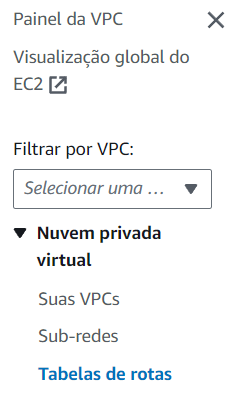 Painel da VPC
Visualização global do
EC2
Filtrar por VPC:
Selecionar uma ...
Nuvem privada
virtual
Suas VPCs
Sub-redes
Tabelas de rotas